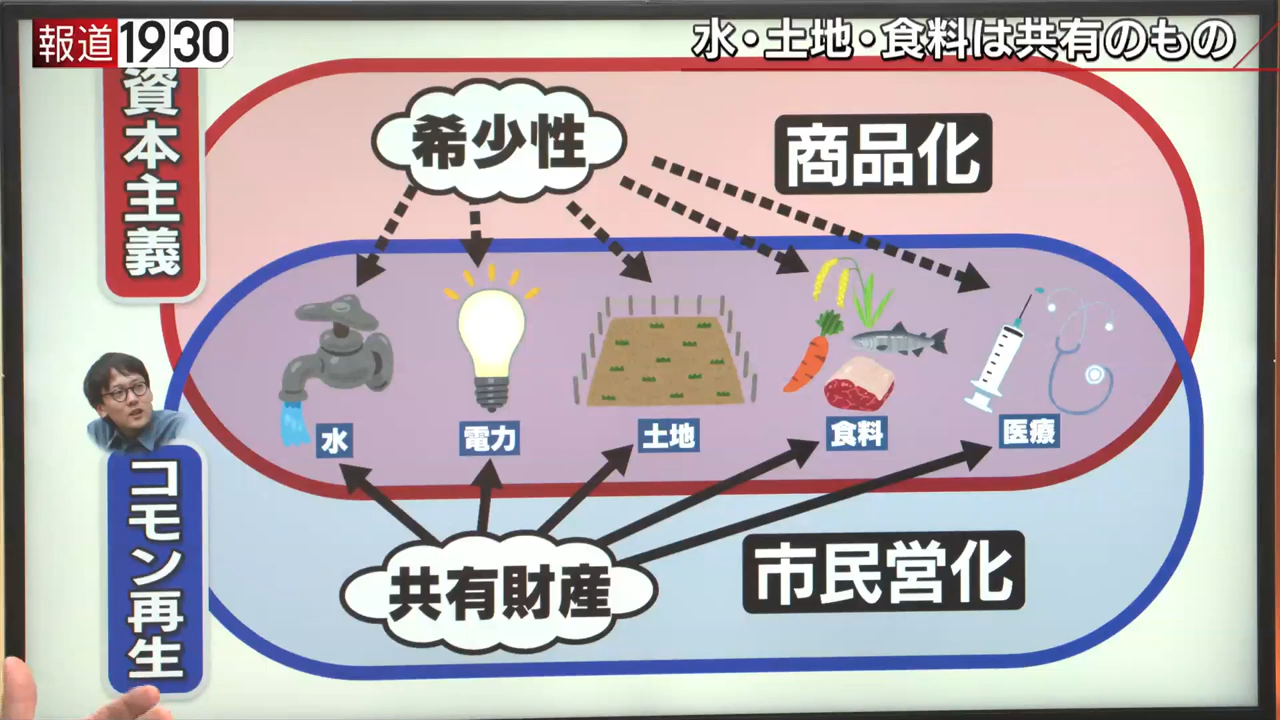 報道1930
水・土地・食料は共有のもの
資本主義
希少性
商品化
水
電力
土地
食料
医療
コモン再生
共有財産
市民営化